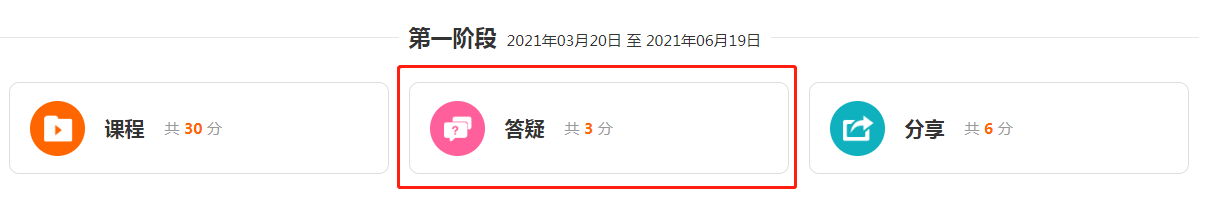 第一阶段 2021年03月20日 至 2021年06月19日
课程 共 30 分
答疑 共 3 分
分享 共 6 分